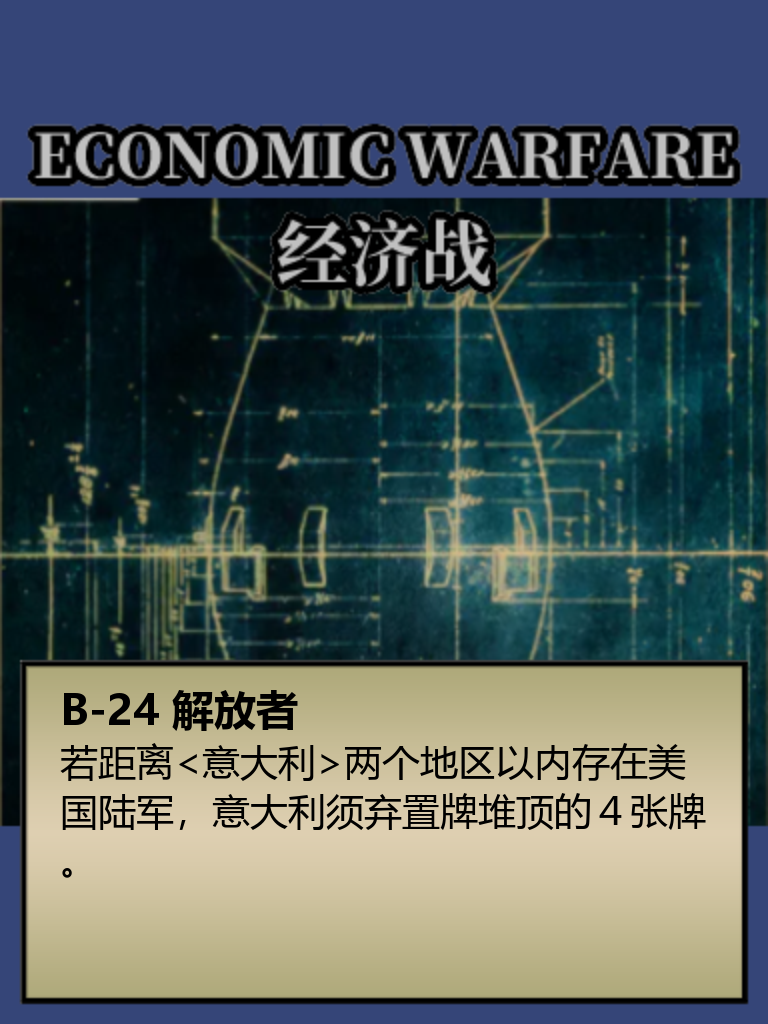 ECONOMIC WARFARE
经济战
B-24 解放者
若距离<意大利>两个地区以内存在美
国陆军，意大利须弃置牌堆顶的４张牌
。